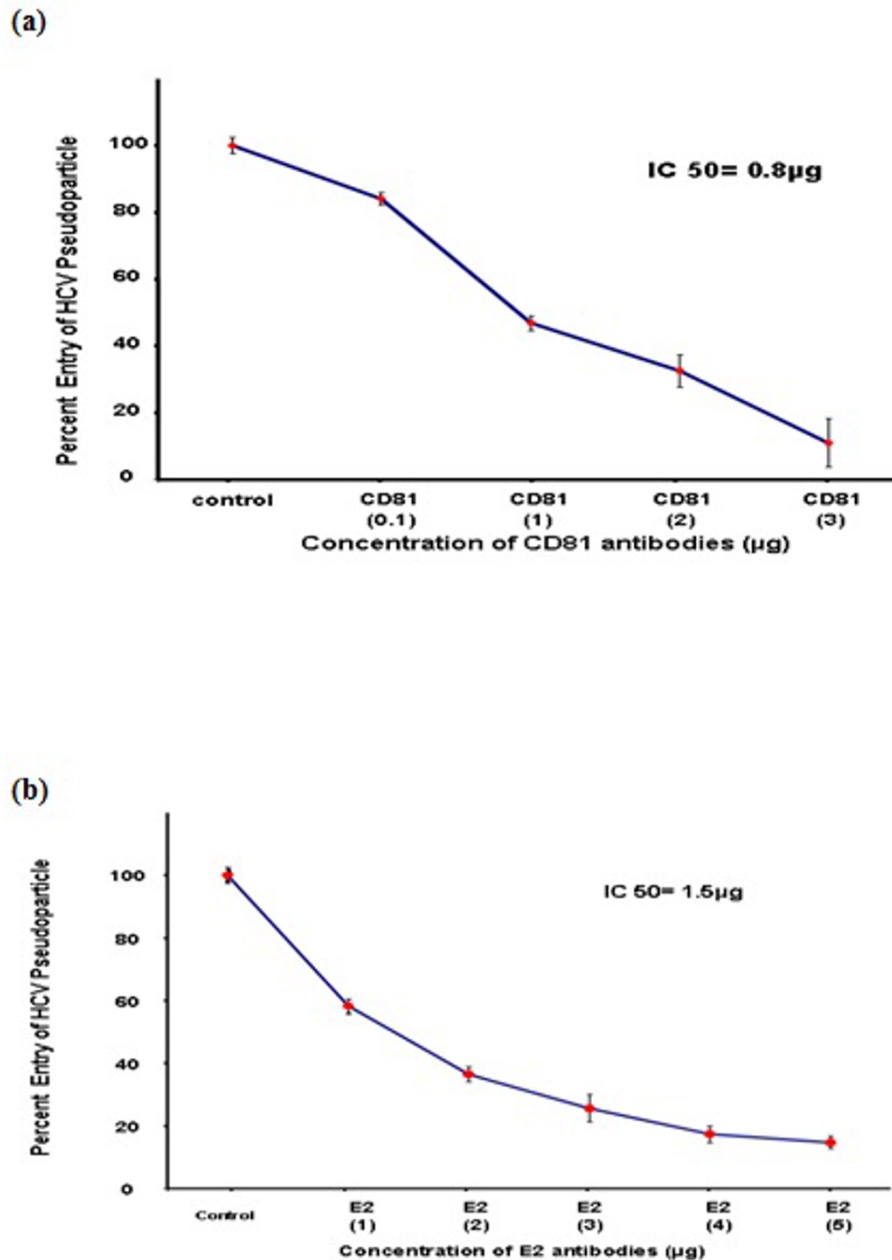 (a)
Percent Entry of HCV Pseudoparticle
100
80
60
40
20
0
IC 50= 0.8µg
control CD81 CD81 CD81 CD81
(0.1) (1) (2) (3)
Concentration of CD81 antibodies (µg)
(b)
Percent Entry of HCV Pseudoparticle
100
80
60
40
20
0
IC 50= 1.5µg
Control E2 E2 E2 E2 E2
(1) (2) (3) (4) (5)
Concentration of E2 antibodies (µg)